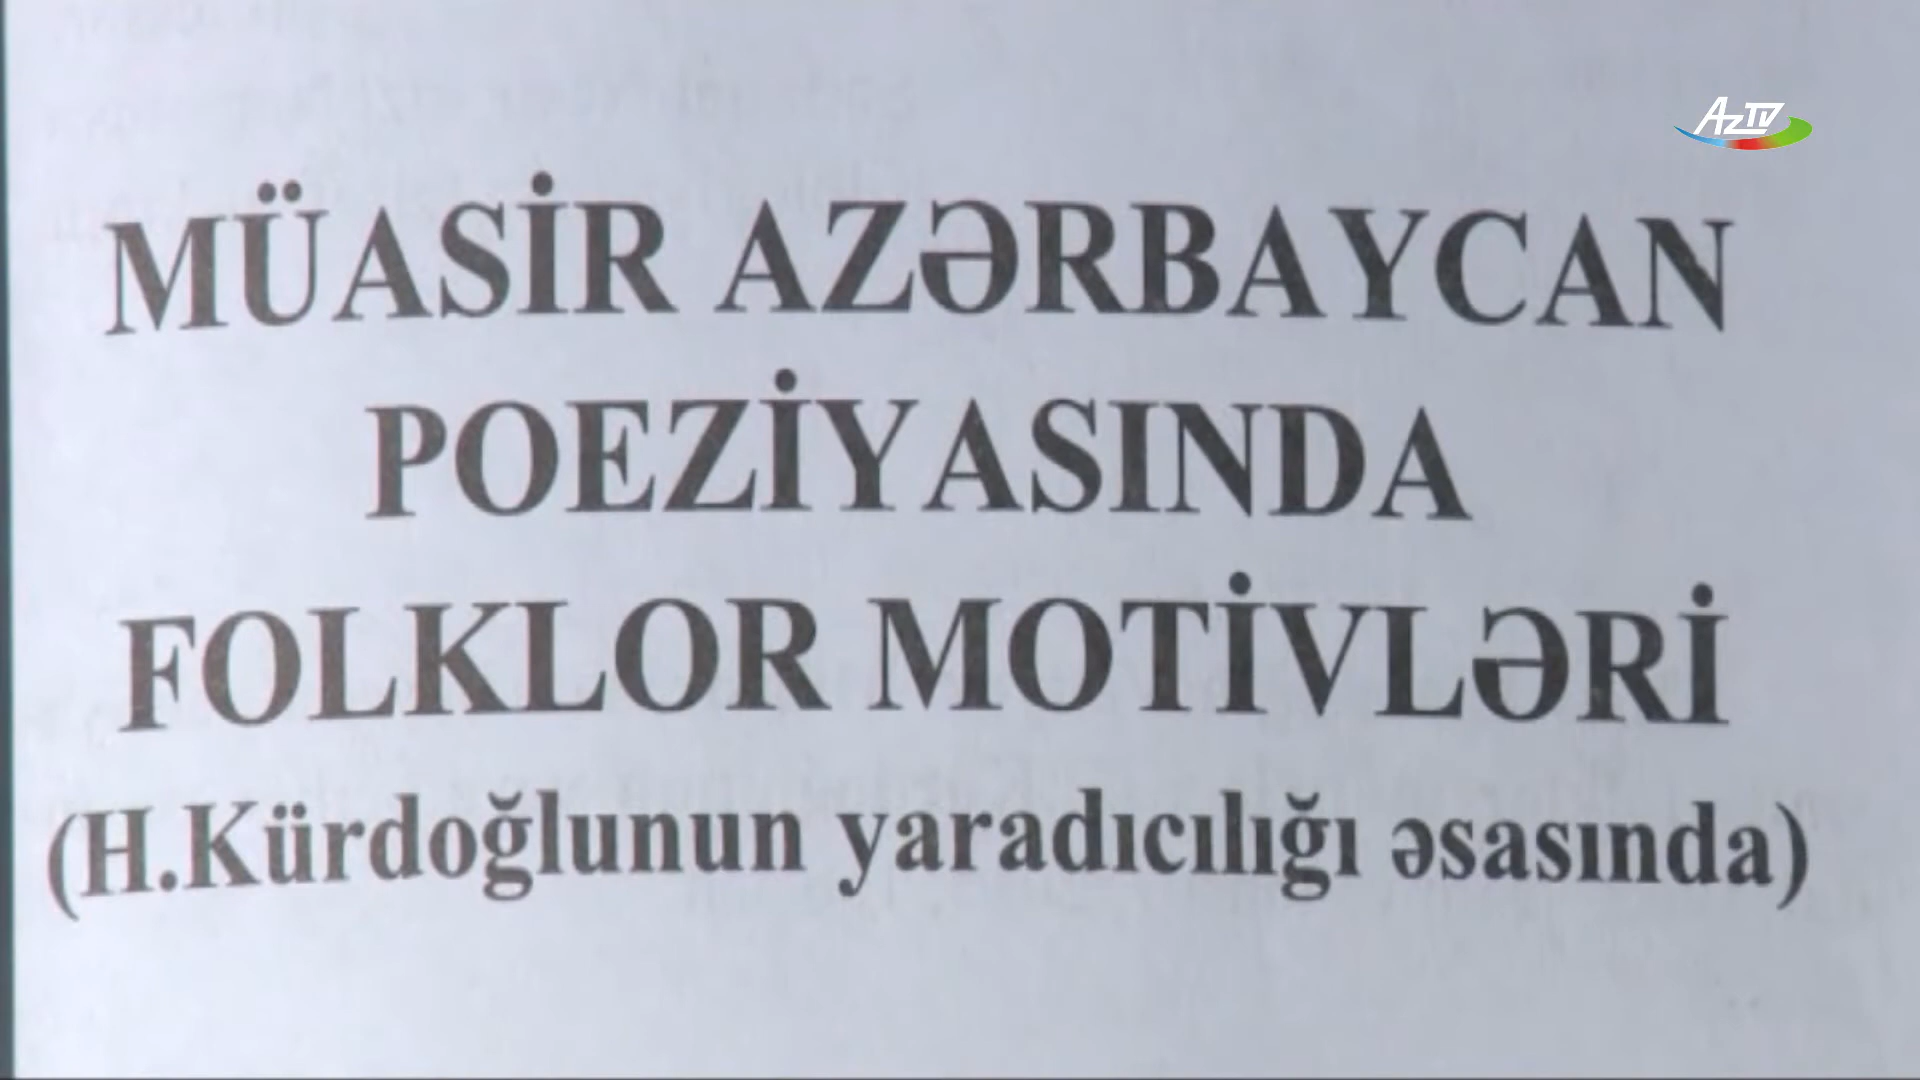 AzTV
MÜASİR AZƏRBAYCAN
POEZİYASINDA
FOLKLOR MOTİVLƏRİ
(H.Kürdoğlunun yaradıcılığı əsasında)